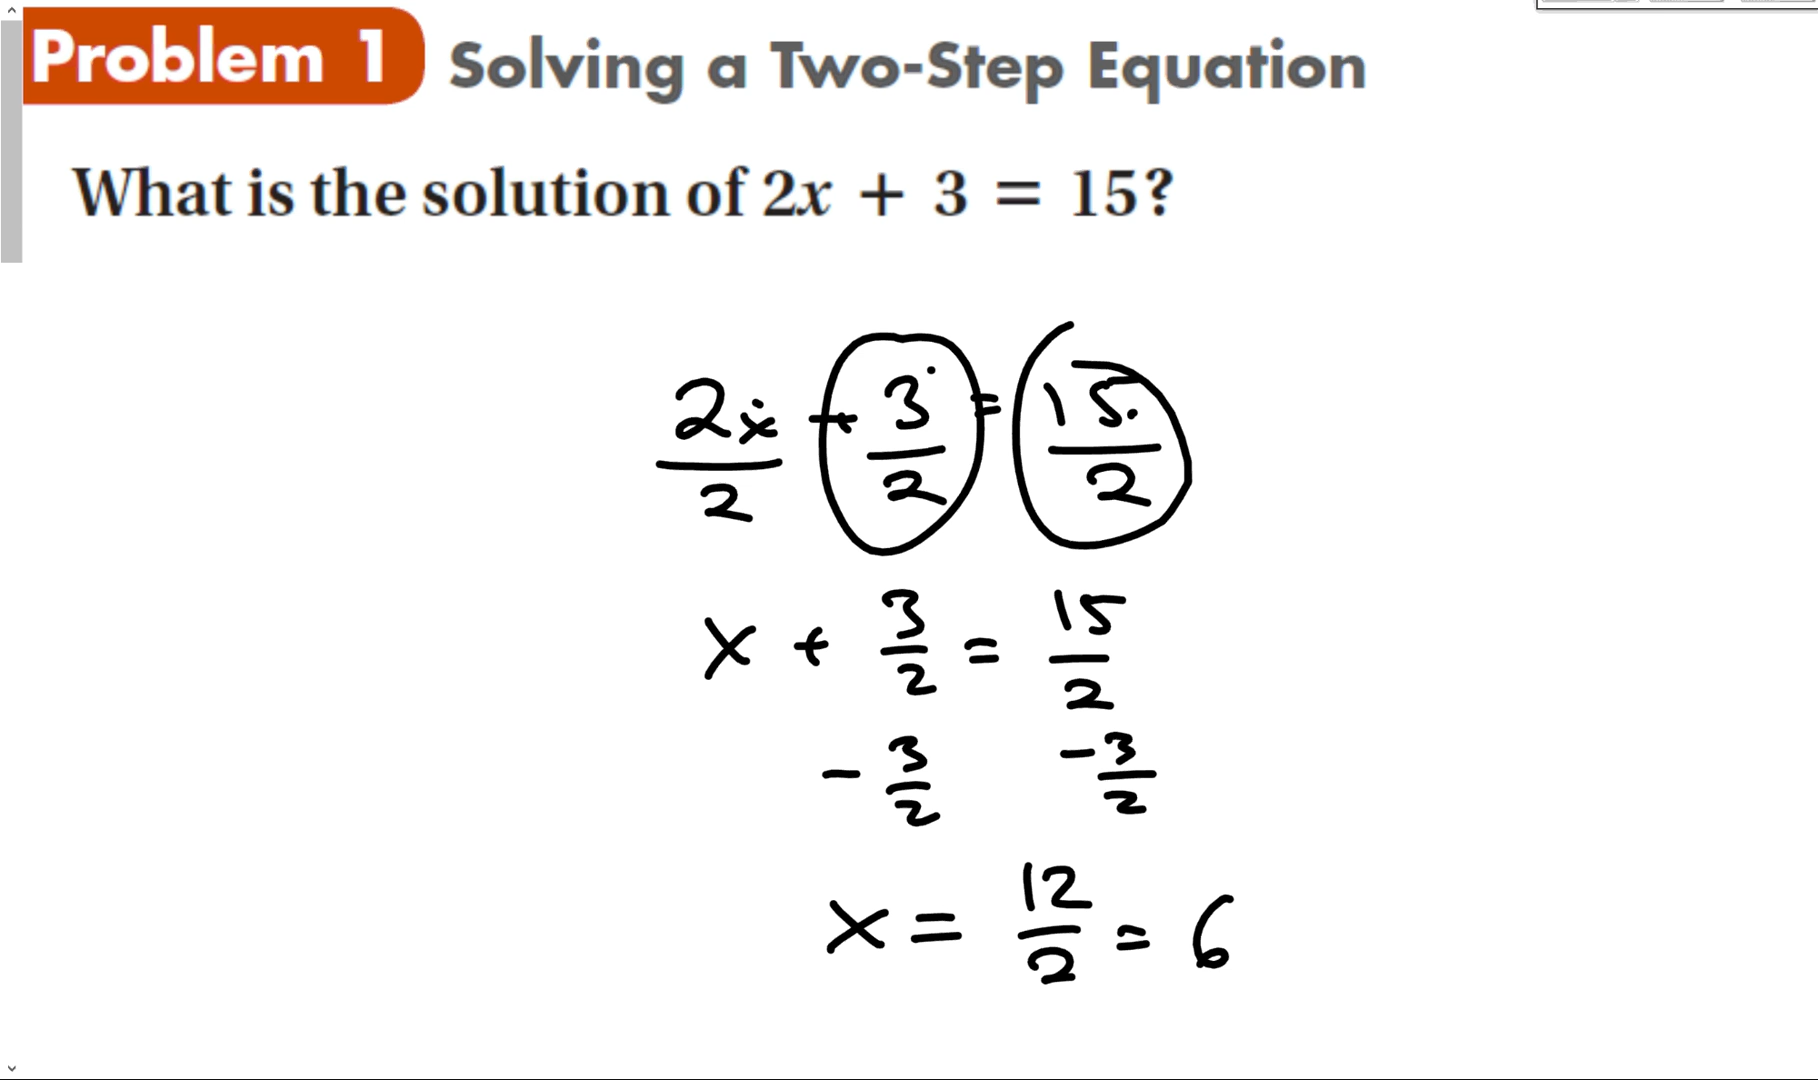 Problem 1 Solving a Two-Step Equation
What is the solution of 2x + 3 = 15?
2x/2 + 3/2 = 15/2
x + 3/2 = 15/2
- 3/2 - 3/2
x = 12/2 = 6